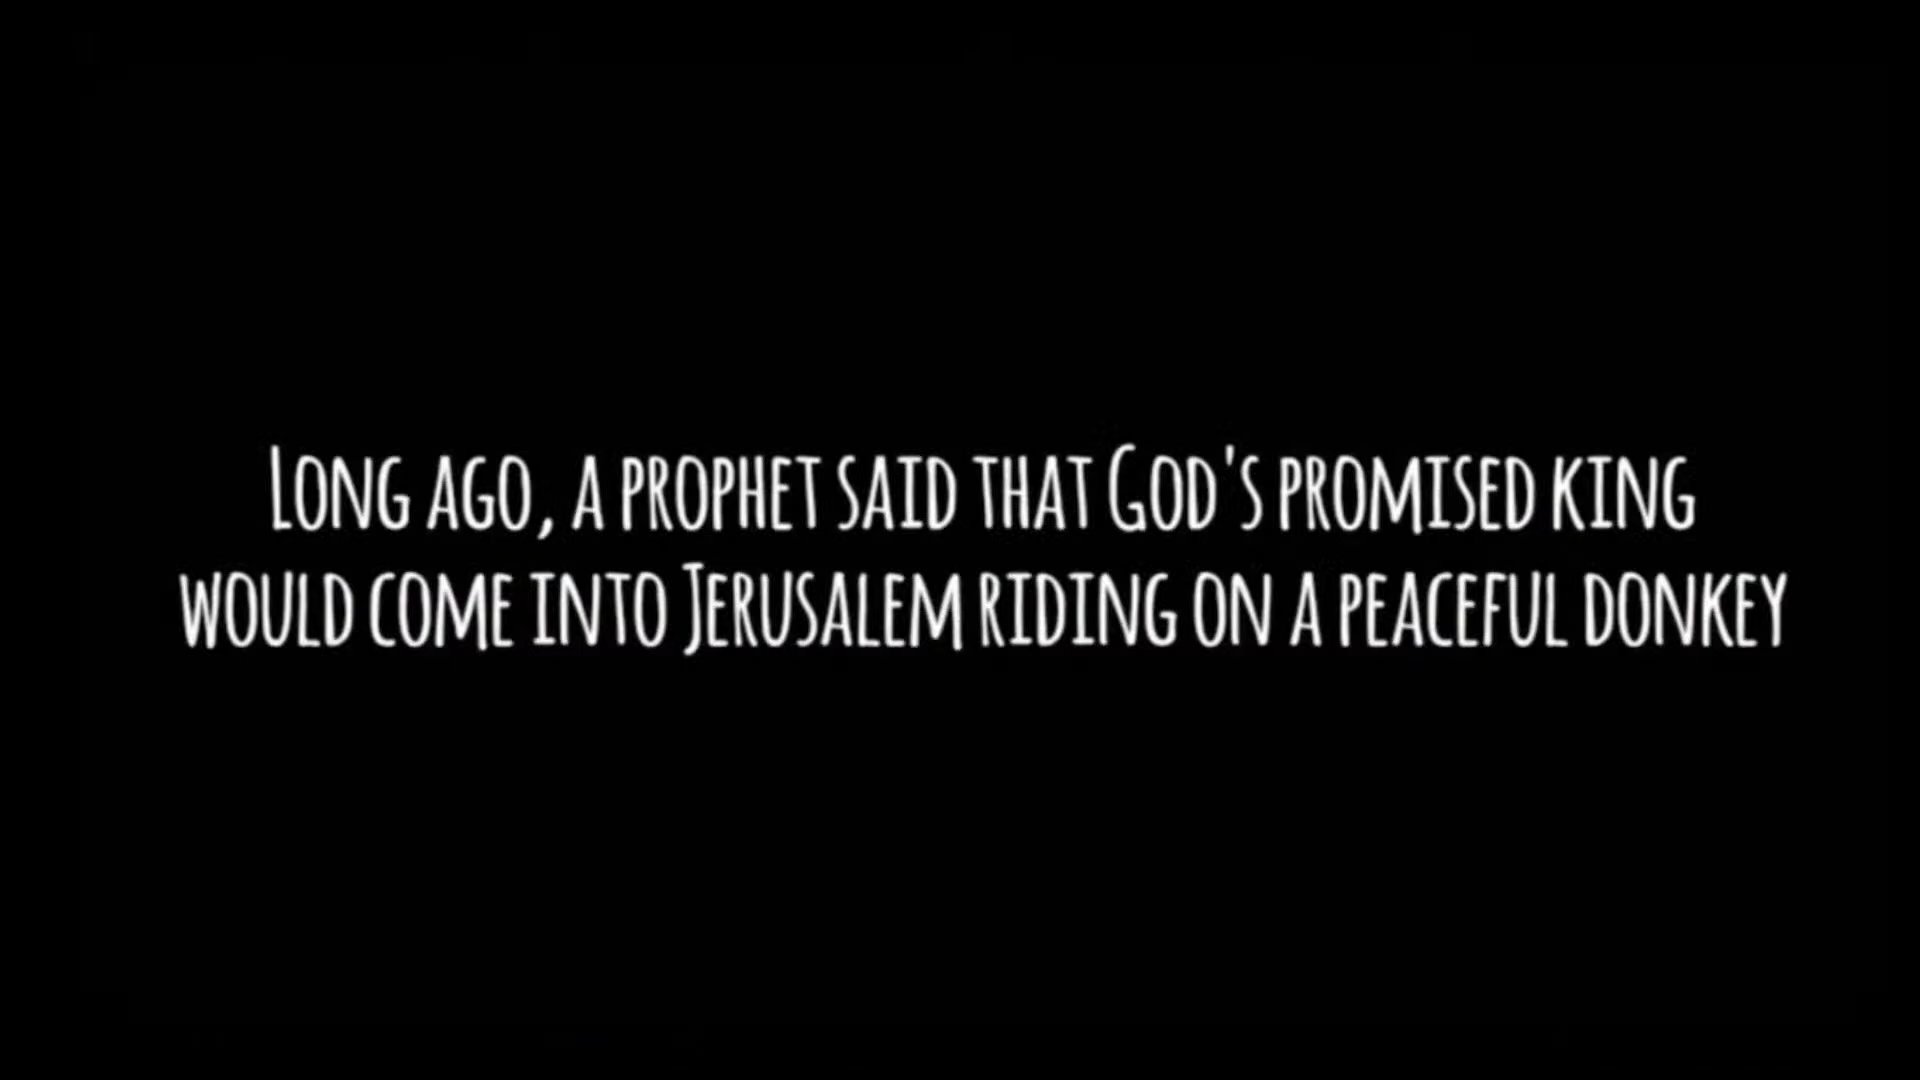 Long ago, a prophet said that God's promised king
would come into Jerusalem riding on a peaceful donkey